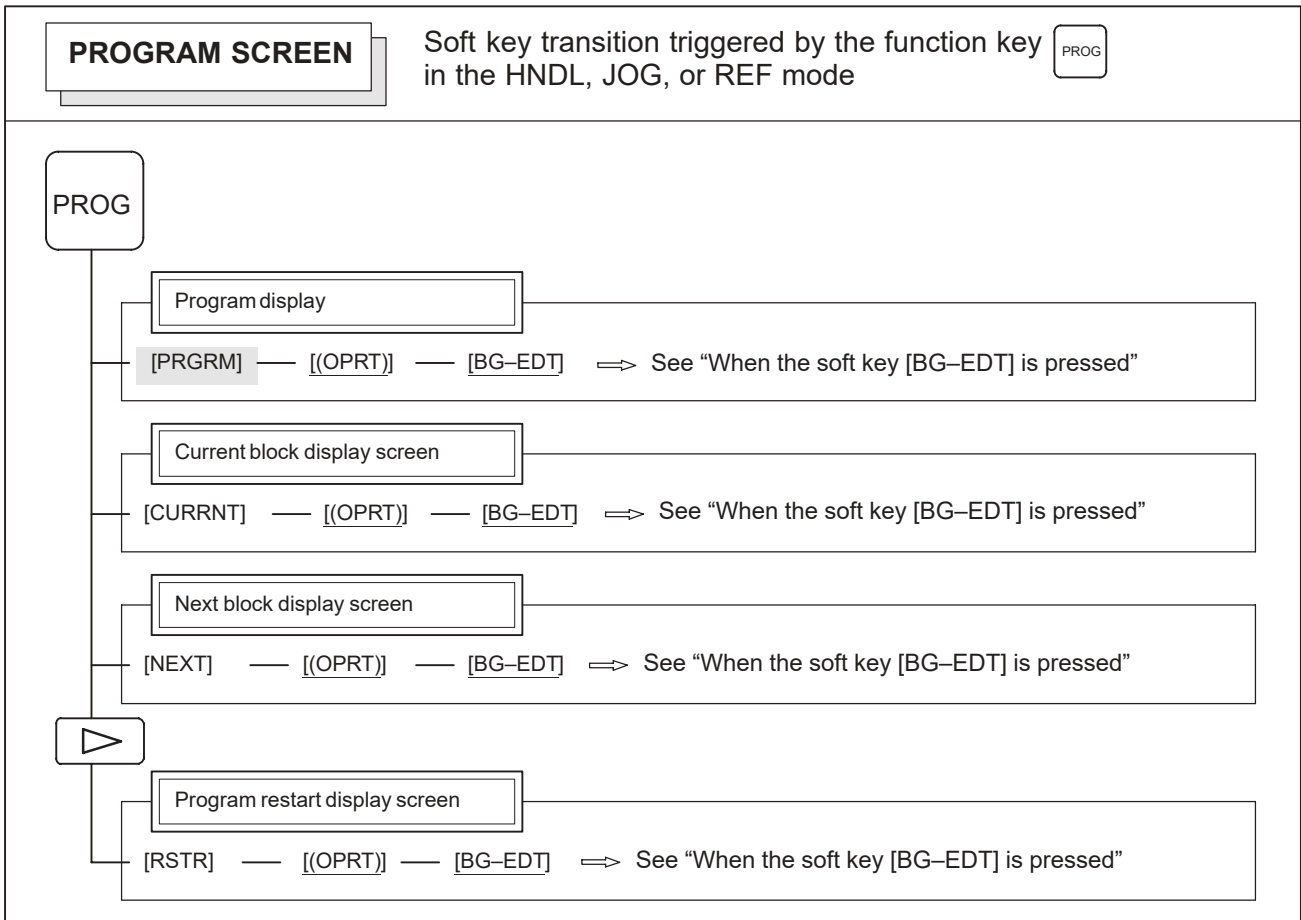 PROGRAM SCREEN
Soft key transition triggered by the function key PROG
in the HNDL, JOG, or REF mode
PROG
Program display
[PRGRM] [(OPRT)] [BG–EDT] See “When the soft key [BG–EDT] is pressed”
Current block display screen
[CURRNT] [(OPRT)] [BG–EDT] See “When the soft key [BG–EDT] is pressed”
Next block display screen
[NEXT] [(OPRT)] [BG–EDT] See “When the soft key [BG–EDT] is pressed”
Program restart display screen
[RSTR] [(OPRT)] [BG–EDT] See “When the soft key [BG–EDT] is pressed”